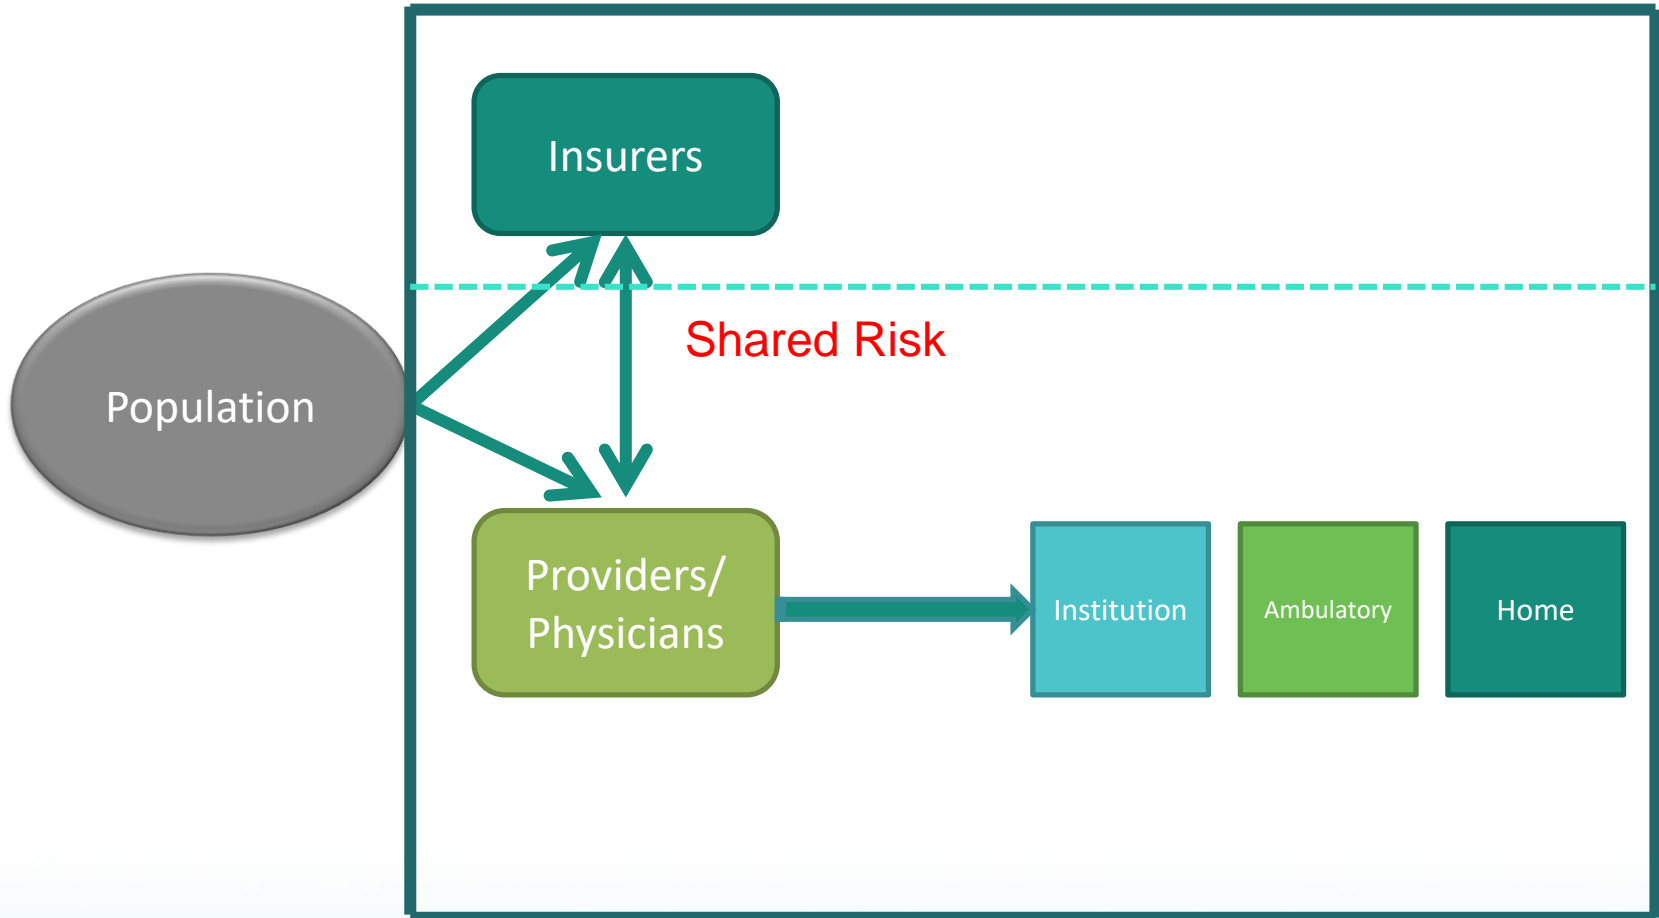 Insurers
Shared Risk
Population
Providers/
Physicians
Institution
Ambulatory
Home